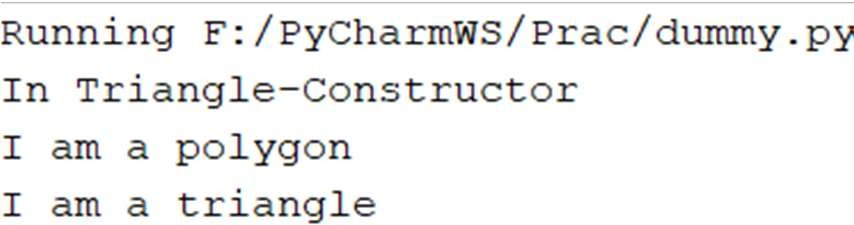 Running F:/PyCharmWS/Prac/dummy.py
In Triangle-Constructor
I am a polygon
I am a triangle